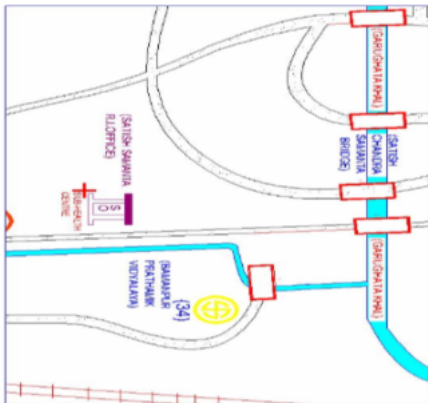 (GARUGHATA KHAL)
(SATISH
CHANDRA
SAMANTA
BRIDGE)
(SATISH SAMANTA
R.I.OFFICE)
SUB-HEALTH
CENTRE
S
O
(GARUGHATA KHAL)
(34)
(BAMANPUR
PRATHAMIK
VIDYALAYA)